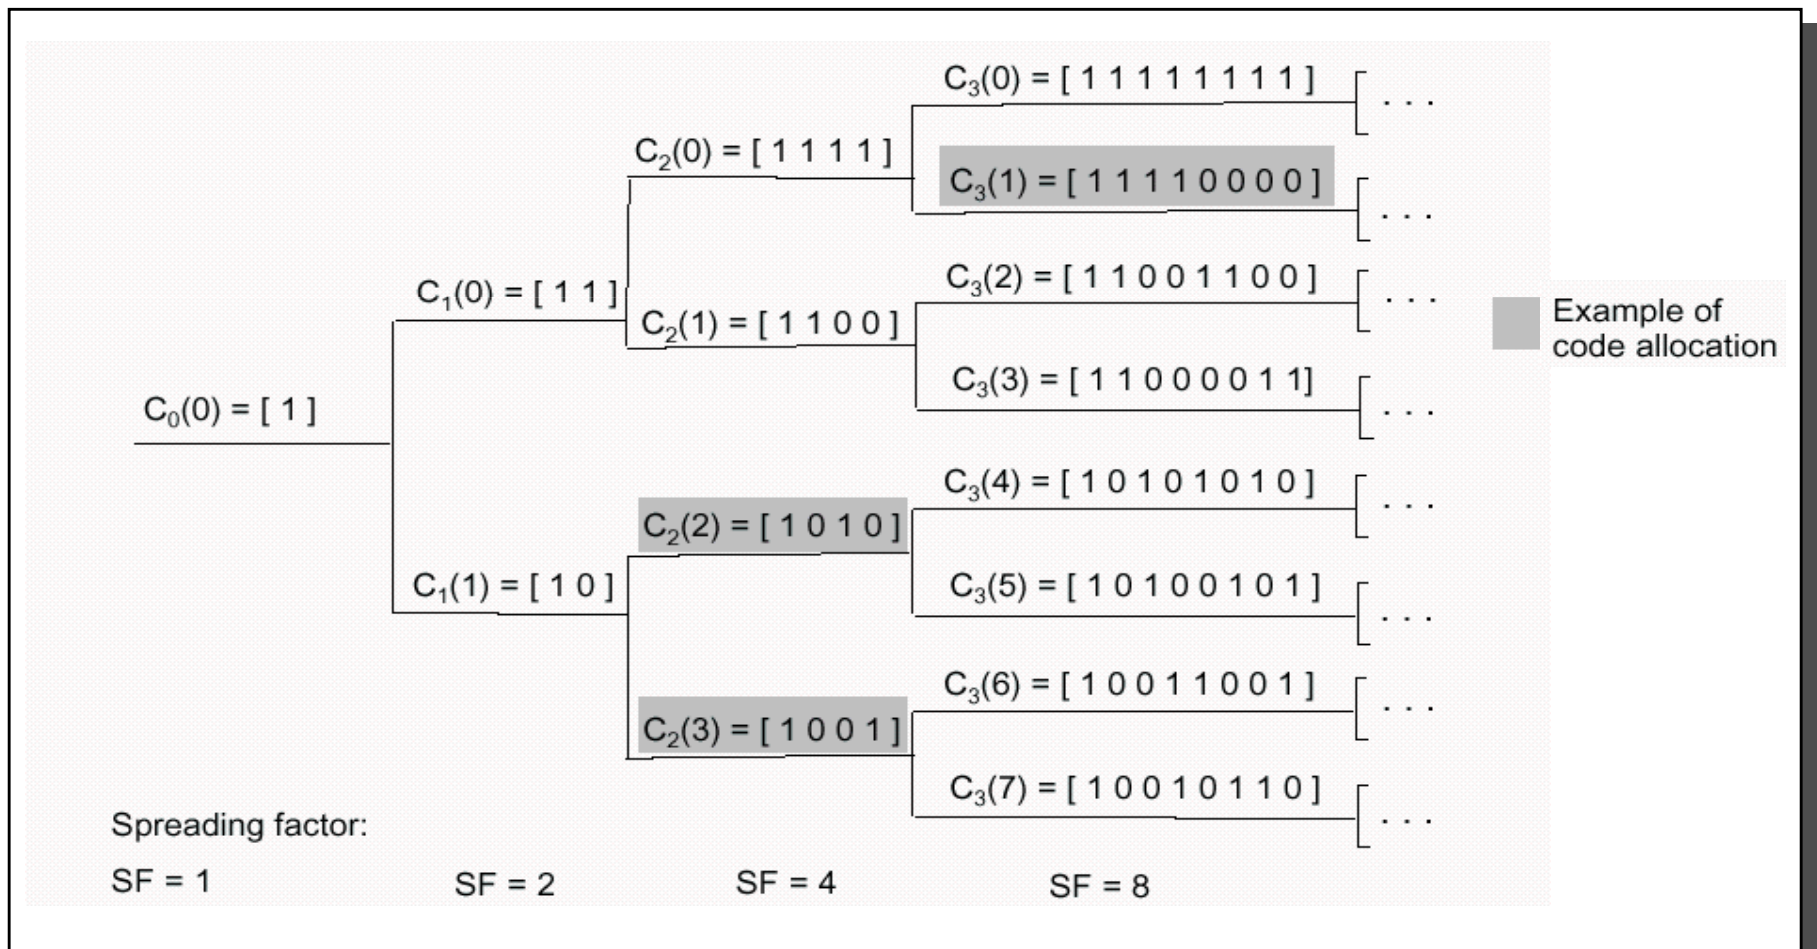 C₃(0) = [ 1 1 1 1 1 1 1 1 ]
. . .
C₂(0) = [ 1 1 1 1 ]
C₃(1) = [ 1 1 1 1 0 0 0 0 ]
. . .
C₁(0) = [ 1 1 ]
C₃(2) = [ 1 1 0 0 1 1 0 0 ]
. . .
C₂(1) = [ 1 1 0 0 ]
Example of
code allocation
C₃(3) = [ 1 1 0 0 0 0 1 1]
. . .
C₀(0) = [ 1 ]
C₃(4) = [ 1 0 1 0 1 0 1 0 ]
. . .
C₂(2) = [ 1 0 1 0 ]
C₁(1) = [ 1 0 ]
C₃(5) = [ 1 0 1 0 0 1 0 1 ]
. . .
C₃(6) = [ 1 0 0 1 1 0 0 1 ]
. . .
C₂(3) = [ 1 0 0 1 ]
C₃(7) = [ 1 0 0 1 0 1 1 0 ]
. . .
Spreading factor:
SF = 1
SF = 2
SF = 4
SF = 8